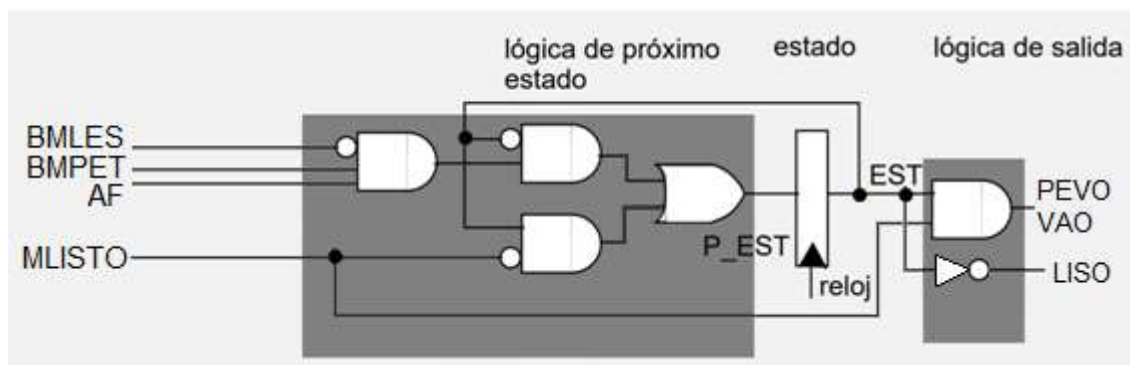 lógica de próximo
estado
estado
lógica de salida
BMLES
BMPET
AF
MLISTO
P_EST
reloj
EST
PEVO
VAO
LISO